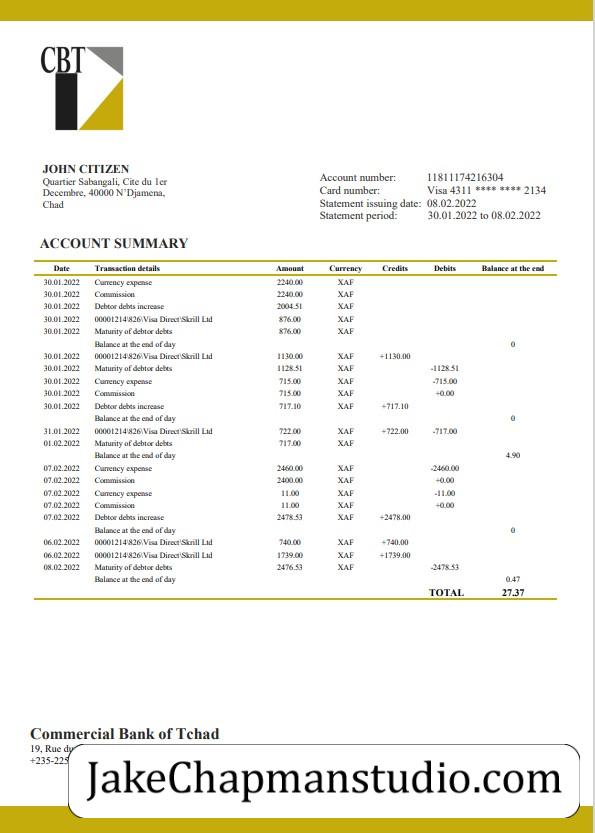 CBT
JOHN CITIZEN
Quartier Sabangali, Cite du 1er
Decembre, 40000 N’Djamena,
Chad
Account number: 11811174216304
Card number: Visa 4311 **** **** 2134
Statement issuing date: 08.02.2022
Statement period: 30.01.2022 to 08.02.2022
ACCOUNT SUMMARY
Date Transaction details Amount Currency Credits Debits Balance at the end
30.01.2022 Currency expense 2240.00 XAF
30.01.2022 Commission 2240.00 XAF
30.01.2022 Debtor debts increase 2004.51 XAF
30.01.2022 00001214\826\Visa Direct\Skrill Ltd 876.00 XAF
30.01.2022 Maturity of debtor debts 876.00 XAF
Balance at the end of day 0
30.01.2022 00001214\826\Visa Direct\Skrill Ltd 1130.00 XAF +1130.00
30.01.2022 Maturity of debtor debts 1128.51 XAF -1128.51
30.01.2022 Currency expense 715.00 XAF -715.00
30.01.2022 Commission 715.00 XAF +0.00
30.01.2022 Debtor debts increase 717.10 XAF +717.10
Balance at the end of day 0
31.01.2022 00001214\826\Visa Direct\Skrill Ltd 722.00 XAF +722.00 -717.00
01.02.2022 Maturity of debtor debts 717.00 XAF
Balance at the end of day 4.90
07.02.2022 Currency expense 2460.00 XAF -2460.00
07.02.2022 Commission 2400.00 XAF +0.00
07.02.2022 Currency expense 11.00 XAF -11.00
07.02.2022 Commission 11.00 XAF +0.00
07.02.2022 Debtor debts increase 2478.53 XAF +2478.00
Balance at the end of day 0
06.02.2022 00001214\826\Visa Direct\Skrill Ltd 740.00 XAF +740.00
06.02.2022 00001214\826\Visa Direct\Skrill Ltd 1739.00 XAF +1739.00
08.02.2022 Maturity of debtor debts 2476.53 XAF -2478.53
Balance at the end of day 0.47
TOTAL 27.37
Commercial Bank of Tchad
19, Rue du
+235-225
JakeChapmanstudio.com